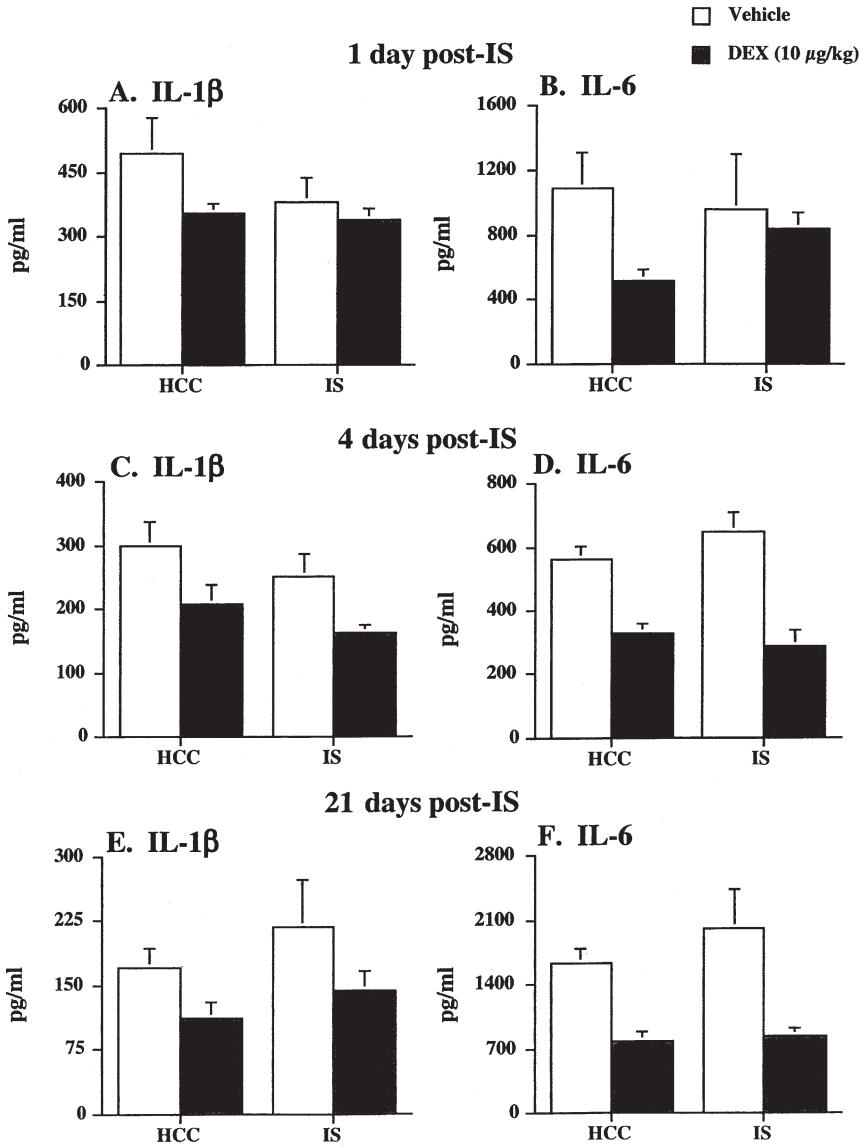 Vehicle
DEX (10 µg/kg)
1 day post-IS
A. IL-1β
B. IL-6
600
450
300
150
0
pg/ml
HCC
IS
1600
1200
800
400
0
pg/ml
HCC
IS
4 days post-IS
C. IL-1β
D. IL-6
400
300
200
100
0
pg/ml
HCC
IS
800
600
400
200
0
pg/ml
HCC
IS
21 days post-IS
E. IL-1β
F. IL-6
300
225
150
75
0
pg/ml
HCC
IS
2800
2100
1400
700
0
pg/ml
HCC
IS